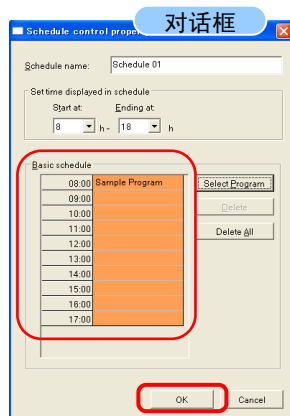 对话框
Schedule control prope
Schedule name: Schedule 01
Set time displayed in schedule
Start at: Ending at:
8 h - 18 h
Basic schedule
08:00 Sample Program Select Program
09:00 Delete
10:00
11:00 Delete All
12:00
13:00
14:00
15:00
16:00
17:00
OK Cancel